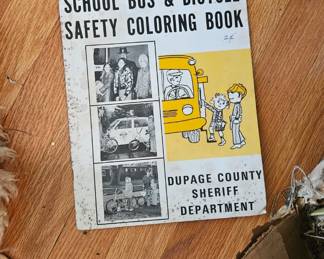 SCHOOL BUS & BICYCLE
SAFETY COLORING BOOK
DUPAGE COUNTY
SHERIFF
DEPARTMENT